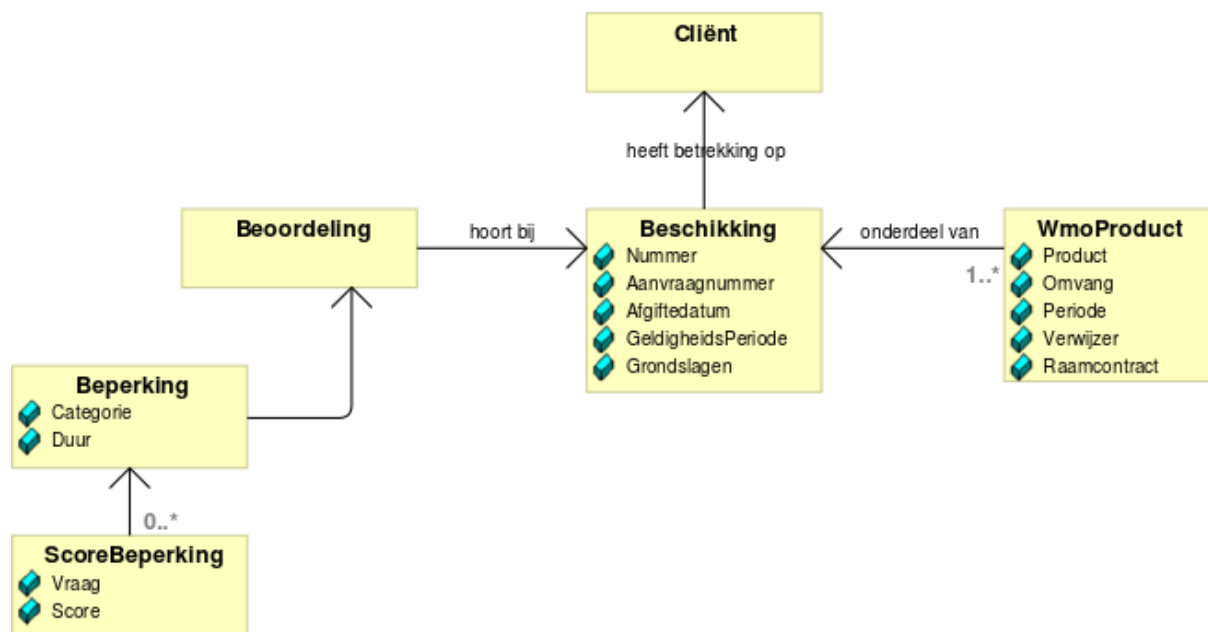 Cliënt
heeft betrekking op
Beoordeling
hoort bij
Beschikking
Nummer
Aanvraagnummer
Afgiftedatum
GeldigheidsPeriode
Grondslagen
onderdeel van
1..*
WmoProduct
Product
Omvang
Periode
Verwijzer
Raamcontract
Beperking
Categorie
Duur
0..*
ScoreBeperking
Vraag
Score